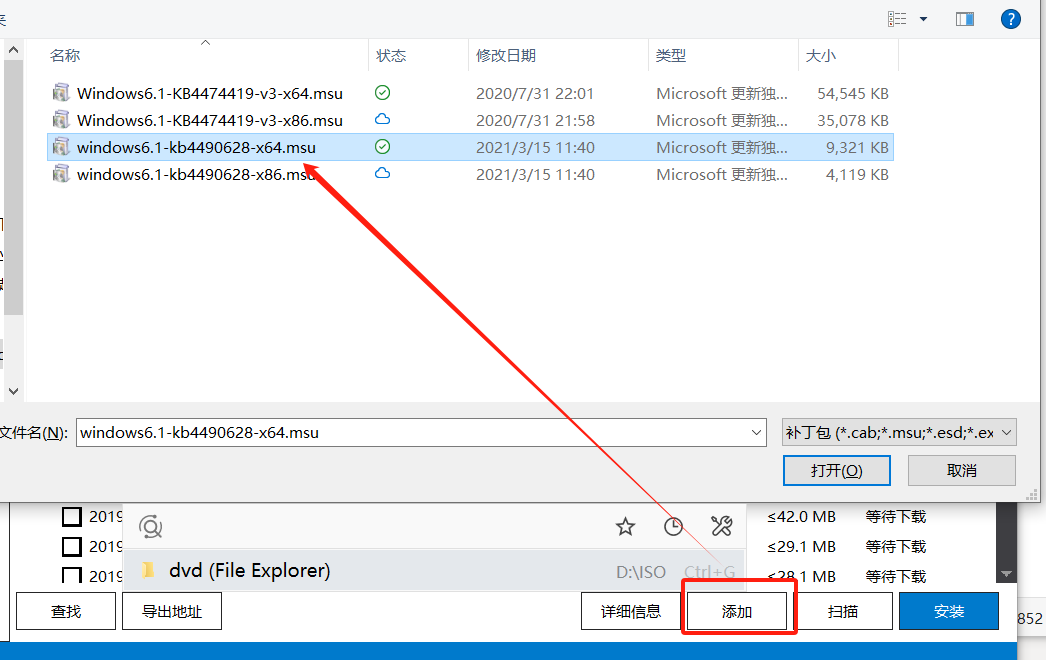 名称 状态 修改日期 类型 大小
Windows6.1-KB4474419-v3-x64.msu 2020/7/31 22:01 Microsoft 更新独... 54,545 KB
Windows6.1-KB4474419-v3-x86.msu 2020/7/31 21:58 Microsoft 更新独... 35,078 KB
windows6.1-kb4490628-x64.msu 2021/3/15 11:40 Microsoft 更新独... 9,321 KB
windows6.1-kb4490628-x86.msu 2021/3/15 11:40 Microsoft 更新独... 4,119 KB
文件名(N): windows6.1-kb4490628-x64.msu 补丁包 (*.cab;*.msu;*.esd;*.ex
打开(O) 取消
2019 ≤42.0 MB 等待下载
2019 ≤29.1 MB 等待下载
2019 ≤28.1 MB 等待下载
dvd (File Explorer) D:\ISO Ctrl+G
查找 导出地址 详细信息 添加 扫描 安装
852